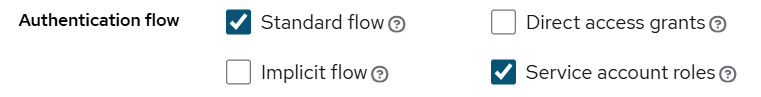 Authentication flow
Standard flow
Direct access grants
Implicit flow
Service account roles